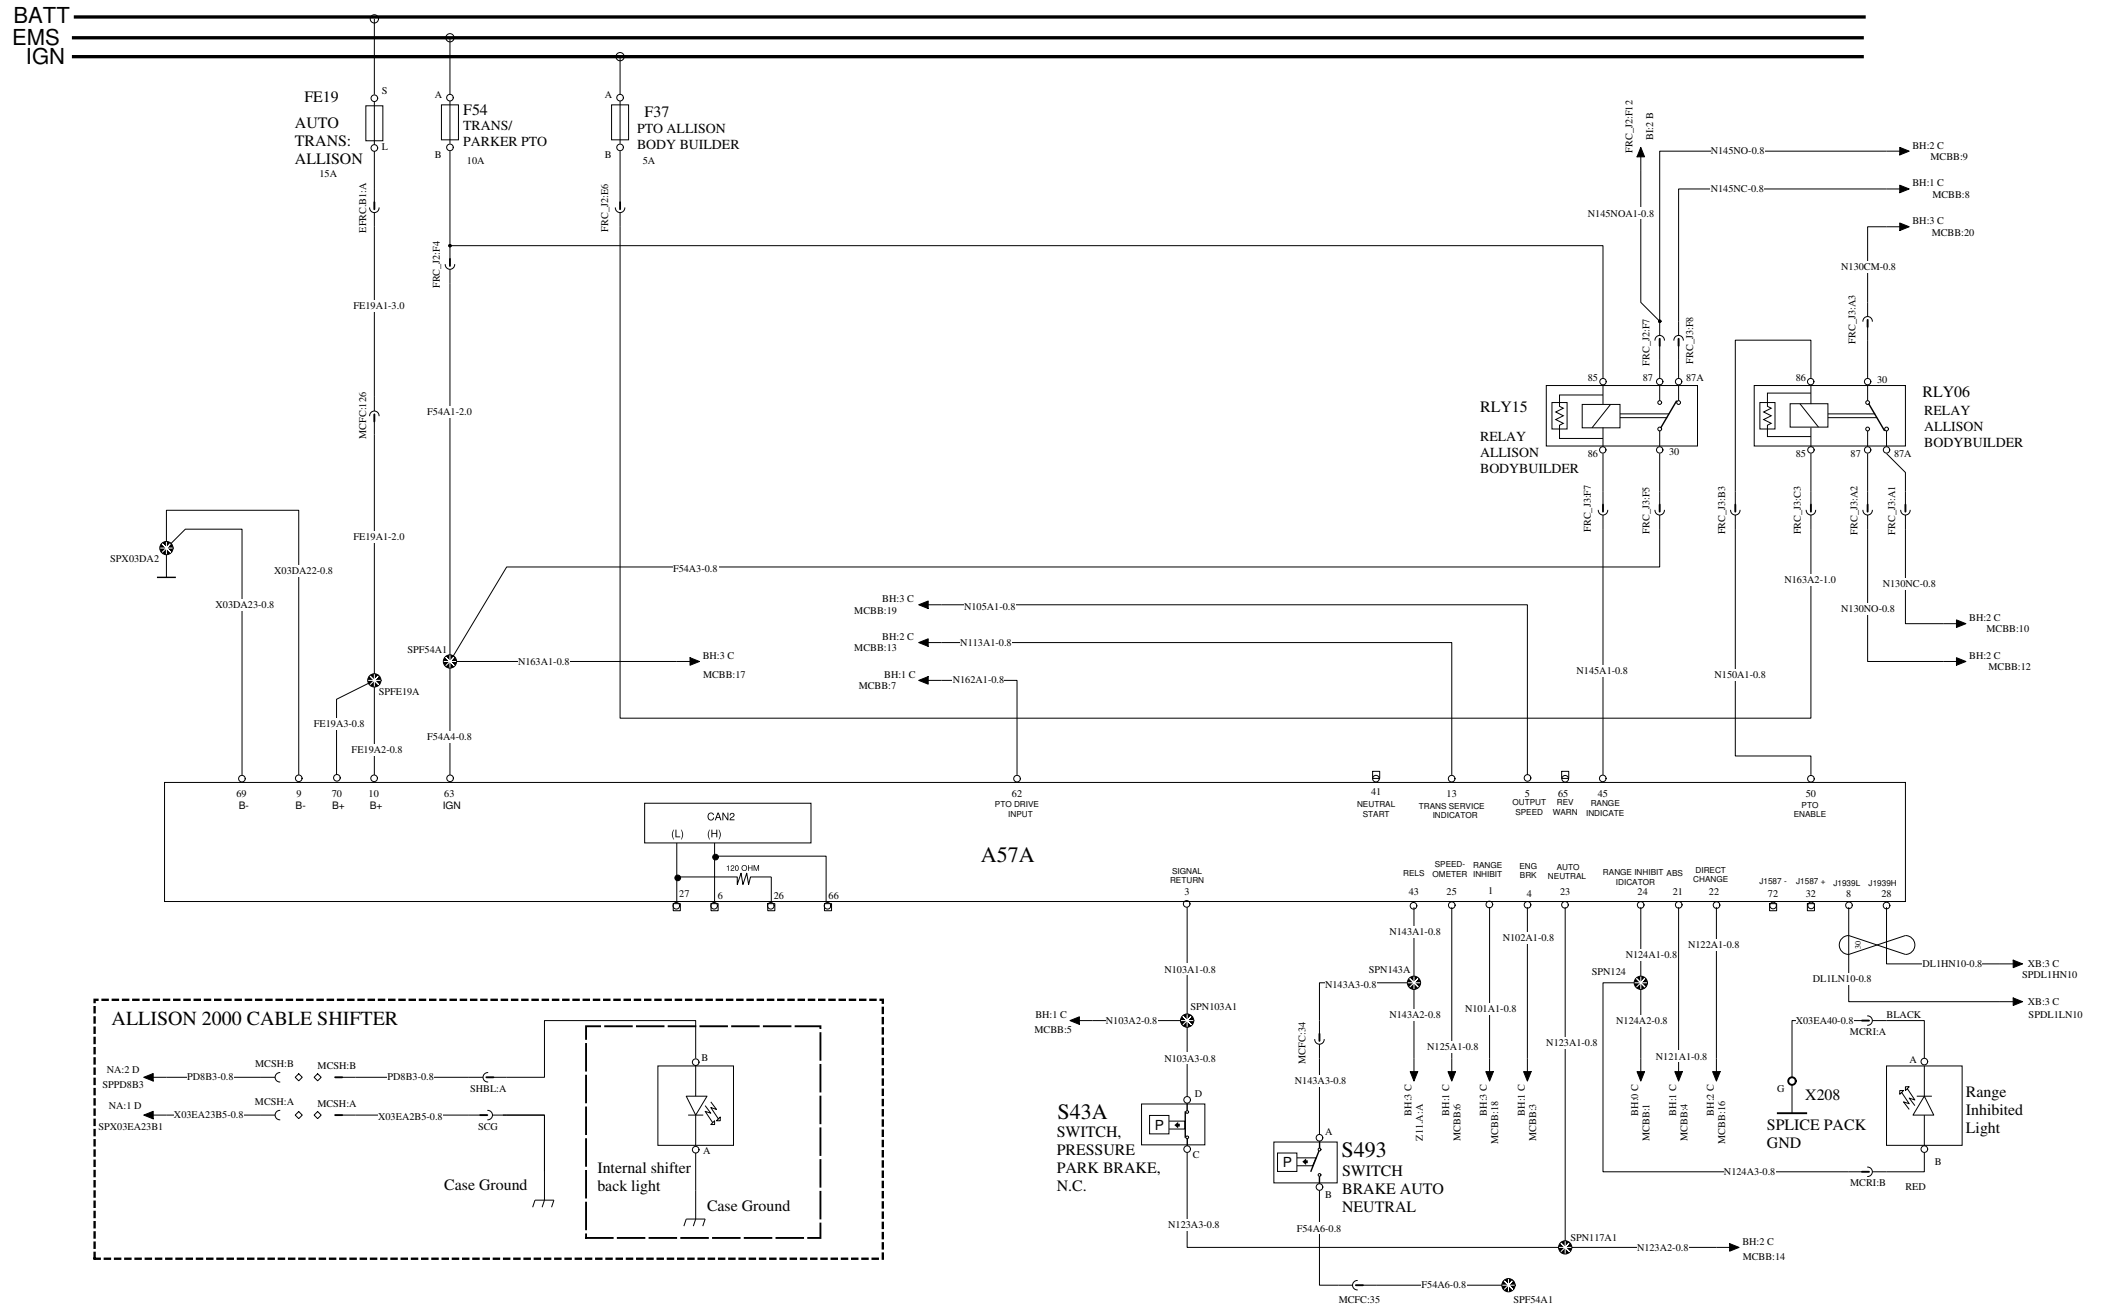 BATT
EMS
IGN
FE19
AUTO
TRANS:
ALLISON
15A
S
L
A
F54
TRANS/
PARKER PTO
B
10A
A
F37
PTO ALLISON
BODY BUILDER
B
5A
EFRC.B1:A
FRC_J2:F4
FRC_J2:E6
FE19A1-3.0
MCFC:126
F54A1-2.0
FE19A1-2.0
SPX03DA2
X03DA22-0.8
X03DA23-0.8
F54A3-0.8
SPF54A1
N163A1-0.8
BH:3 C
MCBB:17
SPFE19A
FE19A3-0.8
FE19A2-0.8
F54A4-0.8
BH:3 C
MCBB:19
N105A1-0.8
BH:2 C
MCBB:13
N113A1-0.8
BH:1 C
MCBB:7
N162A1-0.8
FRC_J2:F12
BI:2 B
N145NO-0.8
BH:2 C
MCBB:9
N145NC-0.8
BH:1 C
MCBB:8
N145NOA1-0.8
BH:3 C
MCBB:20
N130CM-0.8
FRC_J3:A3
FRC_J2:F7
FRC_J3:F8
RLY15
RELAY
ALLISON
BODYBUILDER
85
87
87A
86
30
RLY06
RELAY
ALLISON
BODYBUILDER
86
30
85
87
87A
FRC_J3:F7
FRC_J3:F5
FRC_J3:B3
FRC_J3:C3
FRC_J3:A2
FRC_J3:A1
N163A2-1.0
N130NC-0.8
N130NO-0.8
BH:2 C
MCBB:10
BH:2 C
MCBB:12
N145A1-0.8
N150A1-0.8
69
B-
9
B-
70
B+
10
B+
63
IGN
62
PTO DRIVE
INPUT
41
NEUTRAL
START
13
TRANS SERVICE
INDICATOR
5
OUTPUT
SPEED
65
REV
WARN
45
RANGE
INDICATE
50
PTO
ENABLE
CAN2
(L)
(H)
120 OHM
27
6
26
66
A57A
SIGNAL
RETURN
3
RELS
43
SPEED-
OMETER
25
RANGE
INHIBIT
1
ENG
BRK
4
AUTO
NEUTRAL
23
RANGE INHIBIT
IDICATOR
24
ABS
21
DIRECT
CHANGE
22
J1587 -
72
J1587 +
32
J1939L
8
J1939H
28
N103A1-0.8
SPN103A1
BH:1 C
MCBB:5
N103A2-0.8
N103A3-0.8
S43A
SWITCH,
PRESSURE
PARK BRAKE,
N.C.
D
P
C
N123A3-0.8
N143A1-0.8
SPN143A
N143A3-0.8
MCFC:34
N143A3-0.8
N143A2-0.8
BH:3 C
Z11.A:A
A
P
B
S493
SWITCH
BRAKE AUTO
NEUTRAL
F54A6-0.8
MCFC:35
F54A6-0.8
SPF54A1
N125A1-0.8
BH:1 C
MCBB:6
N101A1-0.8
BH:3 C
MCBB:18
N102A1-0.8
BH:1 C
MCBB:3
N123A1-0.8
SPN117A1
N123A2-0.8
BH:2 C
MCBB:14
N124A1-0.8
SPN124
N124A2-0.8
BH:0 C
MCBB:1
N121A1-0.8
BH:1 C
MCBB:4
N122A1-0.8
BH:2 C
MCBB:16
30
DL1HN10-0.8
XB:3 C
SPDL1HN10
DL1LN10-0.8
XB:3 C
SPDL1LN10
X03EA40-0.8
MCRI:A
BLACK
G
X208
SPLICE PACK
GND
A
B
Range
Inhibited
Light
N124A3-0.8
MCRI:B
RED
ALLISON 2000 CABLE SHIFTER
NA:2 D
SPPD8B3
PD8B3-0.8
MCSH:B
MCSH:B
PD8B3-0.8
SHBL:A
NA:1 D
SPX03EA23B1
X03EA23B5-0.8
MCSH:A
MCSH:A
X03EA2B5-0.8
SCG
Case Ground
B
A
Internal shifter
back light
Case Ground